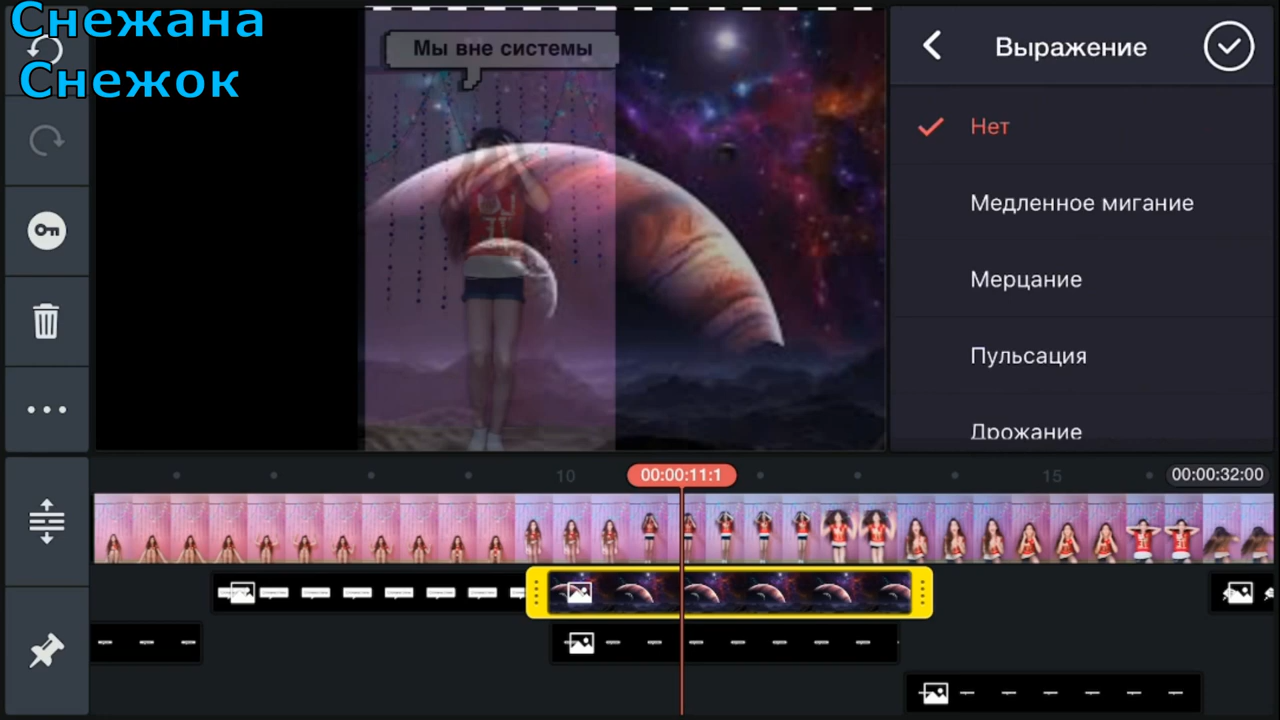 Снежана
Снежок
Мы вне системы
Выражение
Нет
Медленное мигание
Мерцание
Пульсация
Дрожание
10
00:00:11:1
15
00:00:32:00